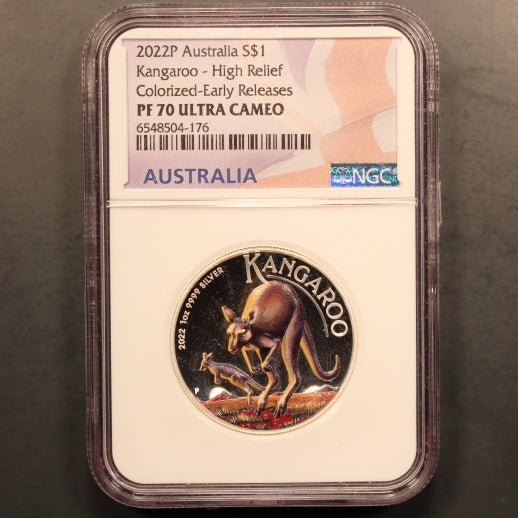 2022P Australia S$1
Kangaroo - High Relief
Colorized-Early Releases
PF 70 ULTRA CAMEO
6548504-176
AUSTRALIA
NGC
KANGAROO
2022 1oz 9999 SILVER
P